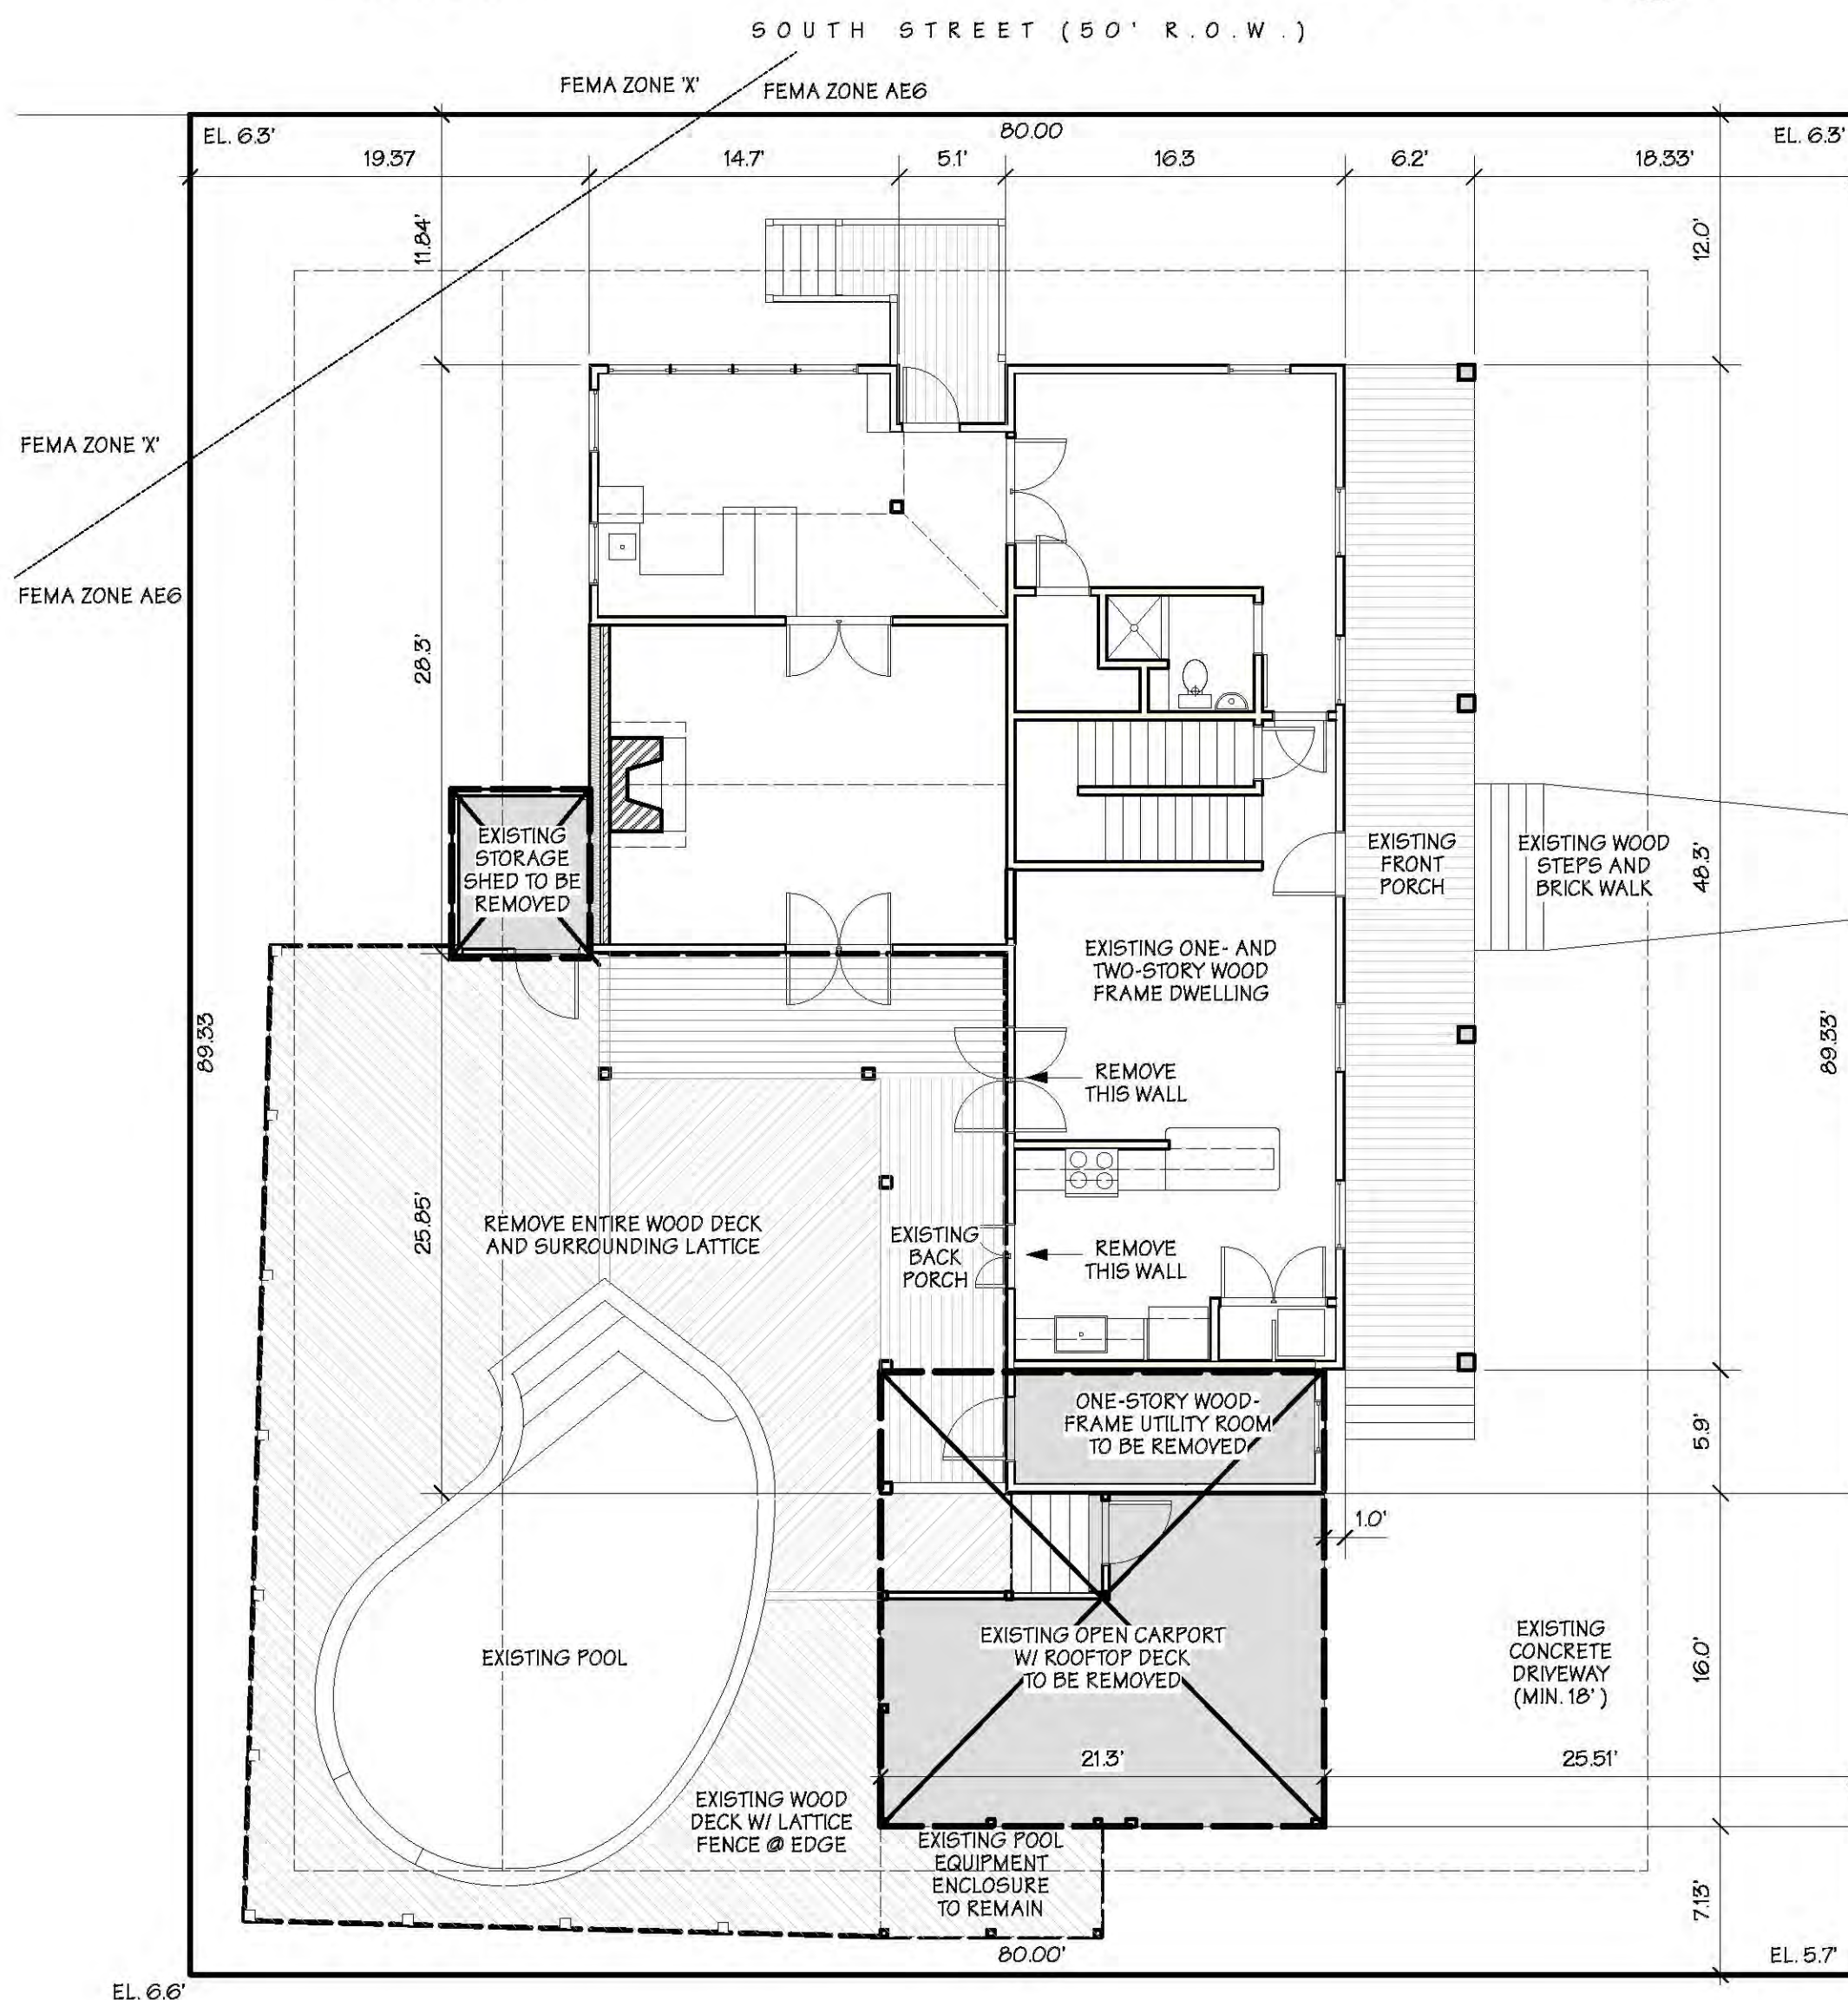 SOUTH STREET (50' R.O.W.)
FEMA ZONE 'X'
FEMA ZONE AE6
EL. 6.3'
80.00
EL. 6.3'
19.37
14.7'
5.1'
16.3
6.2'
18.33'
11.84'
12.0'
FEMA ZONE 'X'
FEMA ZONE AE6
28.3'
EXISTING
STORAGE
SHED TO BE
REMOVED
EXISTING
FRONT
PORCH
EXISTING WOOD
STEPS AND
BRICK WALK
48.3'
EXISTING ONE- AND
TWO-STORY WOOD
FRAME DWELLING
89.33
89.33'
REMOVE
THIS WALL
25.85'
REMOVE ENTIRE WOOD DECK
AND SURROUNDING LATTICE
EXISTING
BACK
PORCH
REMOVE
THIS WALL
ONE-STORY WOOD-
FRAME UTILITY ROOM
TO BE REMOVED
5.9'
1.0'
EXISTING POOL
EXISTING OPEN CARPORT
W/ ROOFTOP DECK
TO BE REMOVED
EXISTING
CONCRETE
DRIVEWAY
(MIN. 18' )
16.0'
21.3'
25.51'
EXISTING WOOD
DECK W/ LATTICE
FENCE @ EDGE
EXISTING POOL
EQUIPMENT
ENCLOSURE
TO REMAIN
7.13'
80.00'
EL. 5.7'
EL. 6.6'